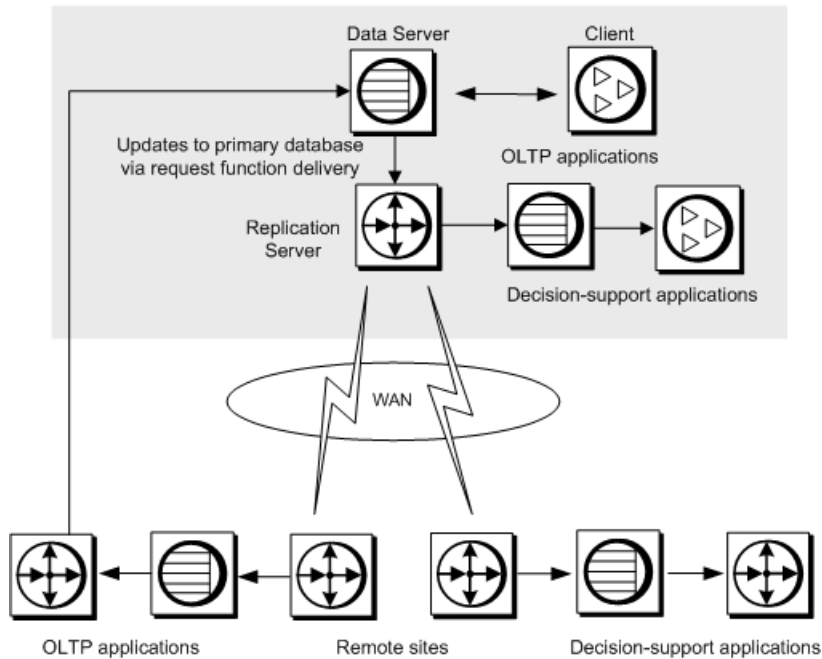 Data Server
Client
Updates to primary database
via request function delivery
OLTP applications
Replication
Server
Decision-support applications
WAN
OLTP applications
Remote sites
Decision-support applications